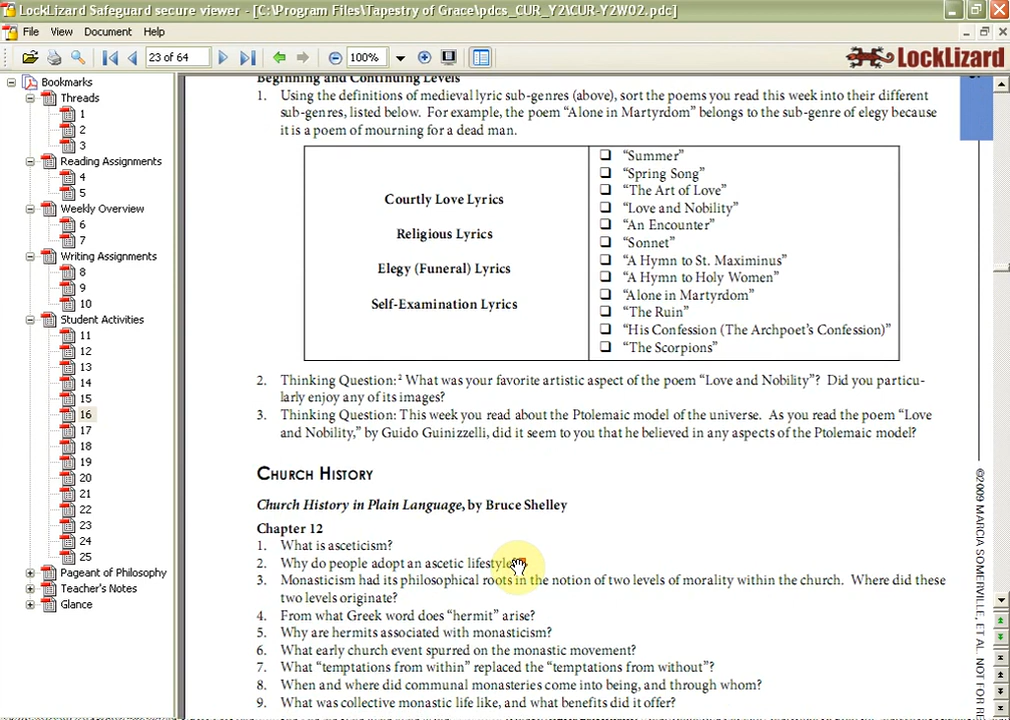 LockLizard Safeguard secure viewer - [C:\Program Files\Tapestry of Grace\pdcs_CUR_Y2\CUR-Y2W02.pdc]
File View Document Help
23 of 64
100%
LOCKLIZARD
Bookmarks
Threads
1
2
3
Reading Assignments
4
5
Weekly Overview
6
7
Writing Assignments
8
9
10
Student Activities
11
12
13
14
15
16
17
18
19
20
21
22
23
24
25
Pageant of Philosophy
Teacher's Notes
Glance
Beginning and Continuing Levels
1. Using the definitions of medieval lyric sub-genres (above), sort the poems you read this week into their different
sub-genres, listed below. For example, the poem “Alone in Martyrdom” belongs to the sub-genre of elegy because
it is a poem of mourning for a dead man.
Courtly Love Lyrics
Religious Lyrics
Elegy (Funeral) Lyrics
Self-Examination Lyrics
❑ “Summer”
❑ “Spring Song”
❑ “The Art of Love”
❑ “Love and Nobility”
❑ “An Encounter”
❑ “Sonnet”
❑ “A Hymn to St. Maximinus”
❑ “A Hymn to Holy Women”
❑ “Alone in Martyrdom”
❑ “The Ruin”
❑ “His Confession (The Archpoet’s Confession)”
❑ “The Scorpions”
2. Thinking Question:² What was your favorite artistic aspect of the poem “Love and Nobility”? Did you particu-
larly enjoy any of its images?
3. Thinking Question: This week you read about the Ptolemaic model of the universe. As you read the poem “Love
and Nobility,” by Guido Guinizzelli, did it seem to you that he believed in any aspects of the Ptolemaic model?
CHURCH HISTORY
Church History in Plain Language, by Bruce Shelley
Chapter 12
1. What is asceticism?
2. Why do people adopt an ascetic lifestyle
3. Monasticism had its philosophical roots in the notion of two levels of morality within the church. Where did these
two levels originate?
4. From what Greek word does “hermit” arise?
5. Why are hermits associated with monasticism?
6. What early church event spurred on the monastic movement?
7. What “temptations from within” replaced the “temptations from without”?
8. When and where did communal monasteries come into being, and through whom?
9. What was collective monastic life like, and what benefits did it offer?
©2009 MARCIA SOMERVILLE, ET AL. NOT FOR